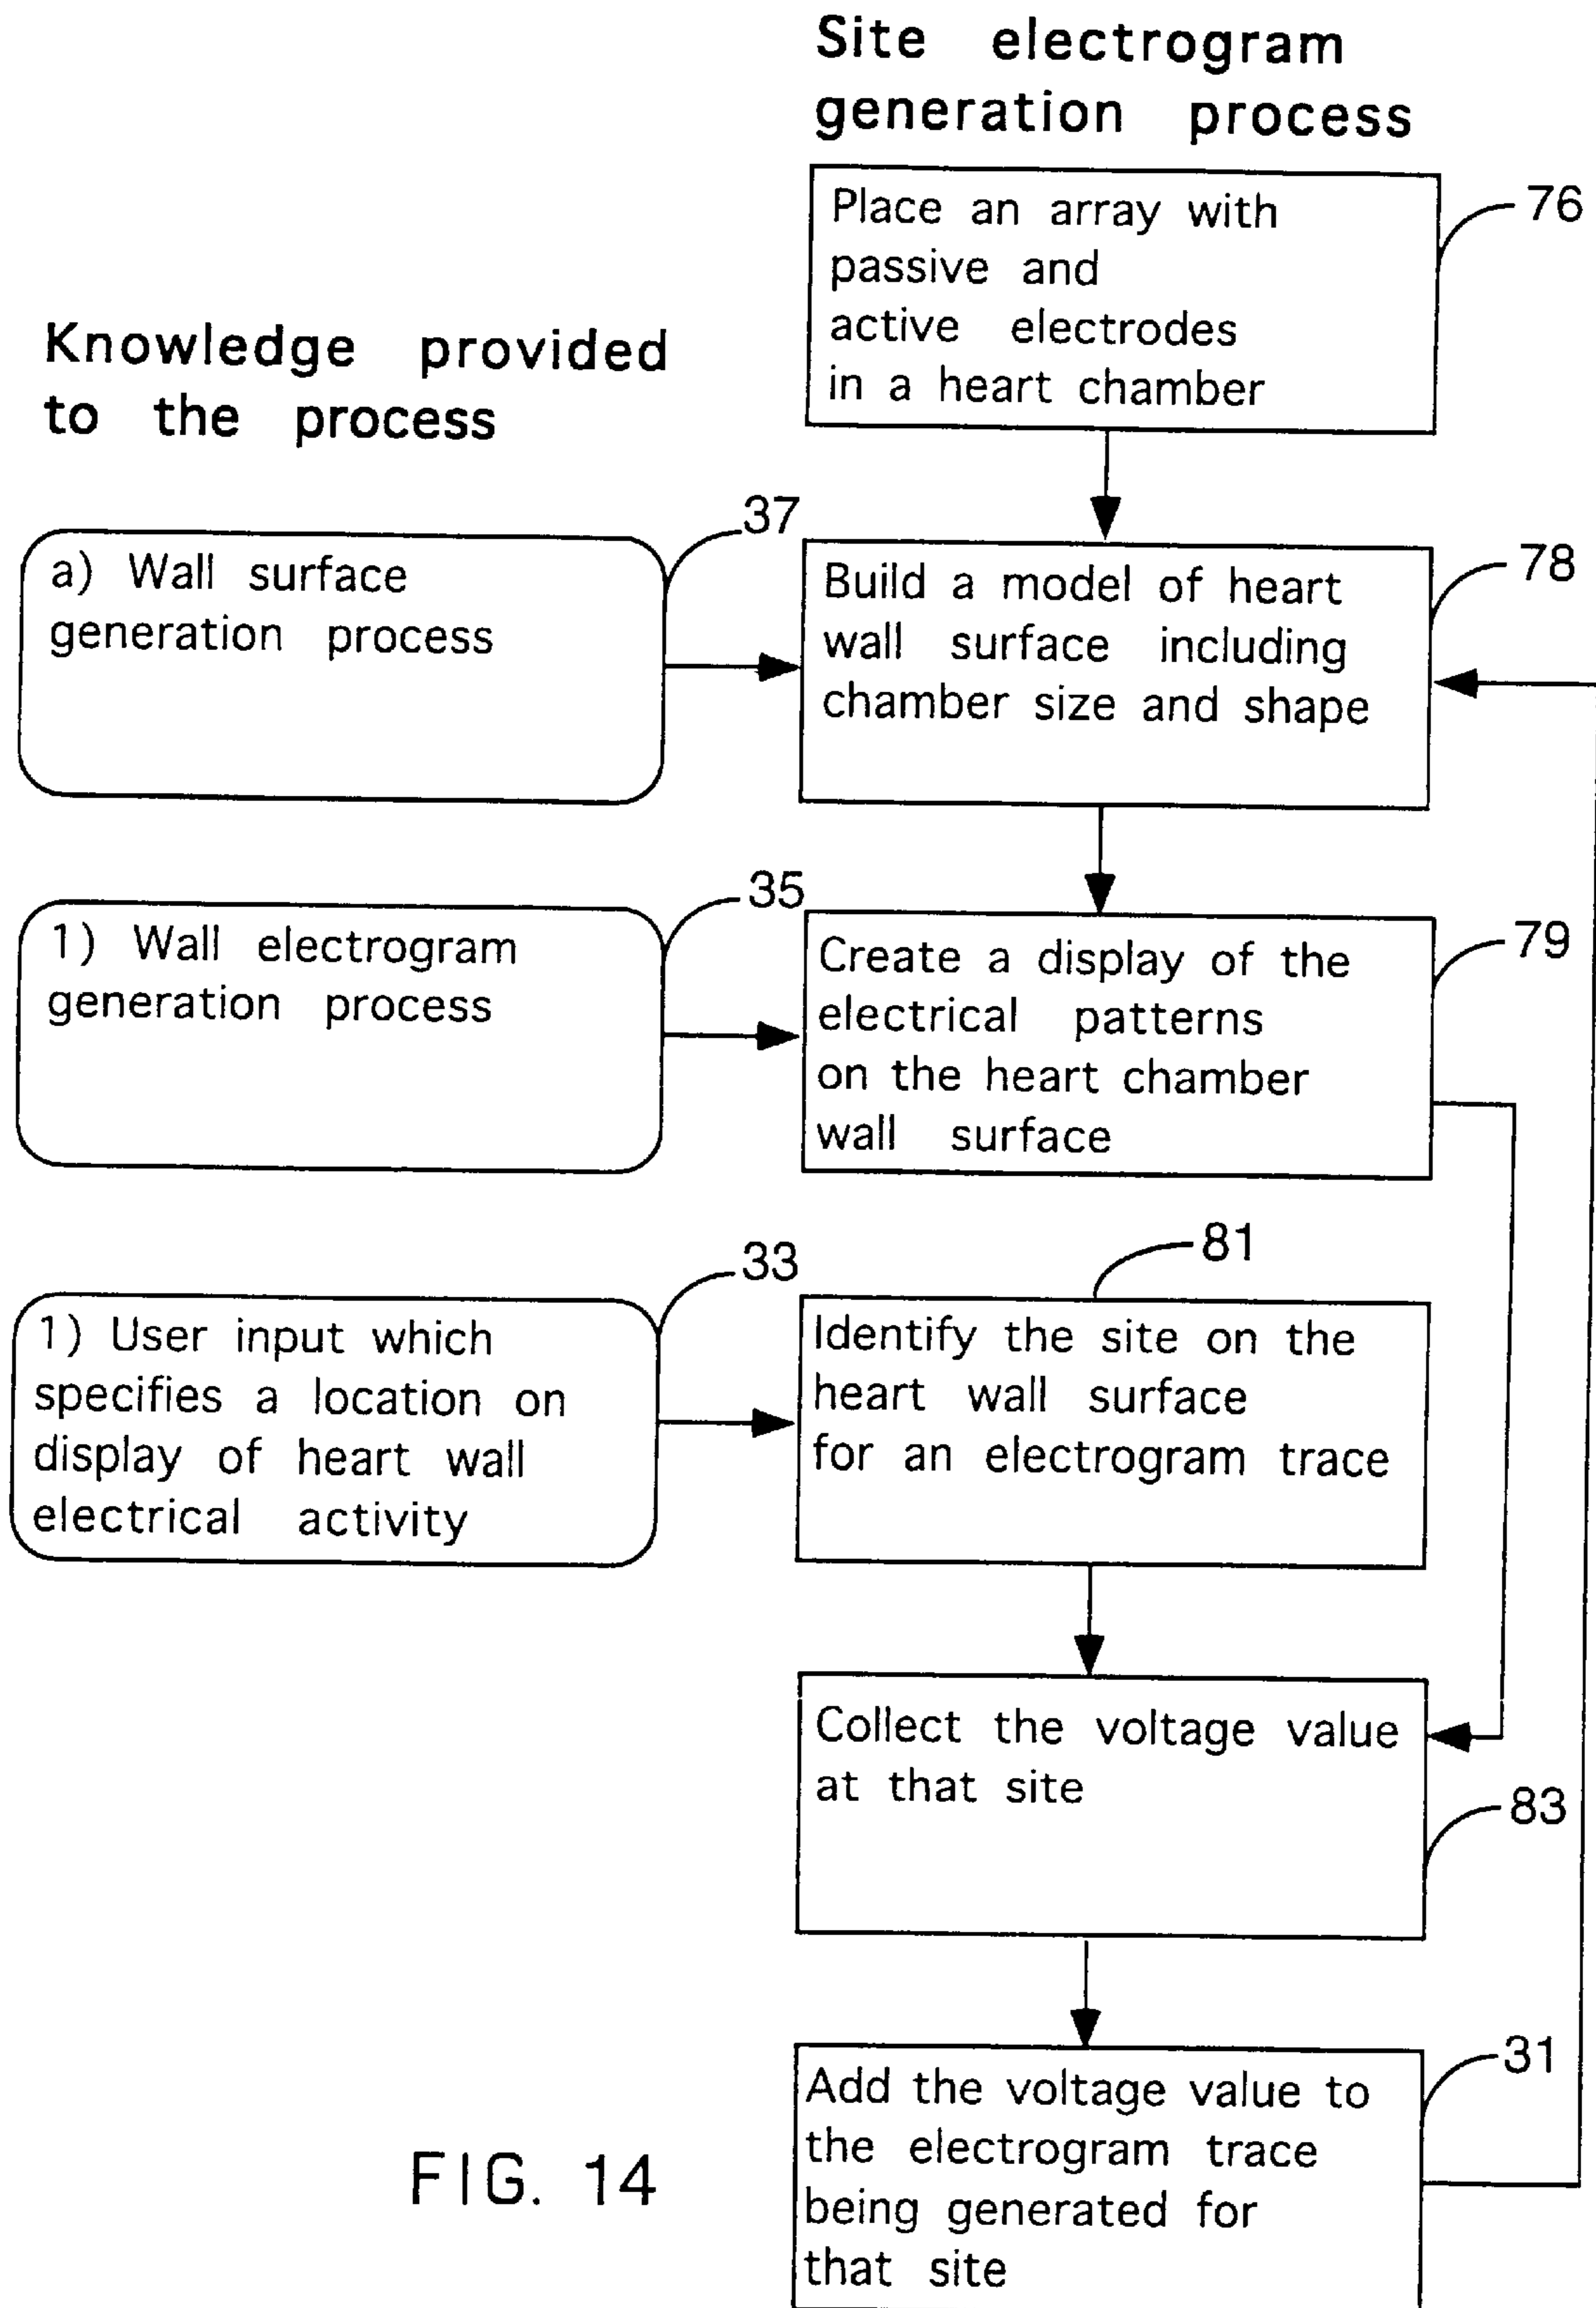 Site electrogram
generation process
Place an array with
passive and
active electrodes
in a heart chamber
76
Knowledge provided
to the process
37
a) Wall surface
generation process
Build a model of heart
wall surface including
chamber size and shape
78
35
1) Wall electrogram
generation process
Create a display of the
electrical patterns
on the heart chamber
wall surface
79
33
1) User input which
specifies a location on
display of heart wall
electrical activity
81
Identify the site on the
heart wall surface
for an electrogram trace
Collect the voltage value
at that site
83
31
Add the voltage value to
the electrogram trace
being generated for
that site
FIG. 14